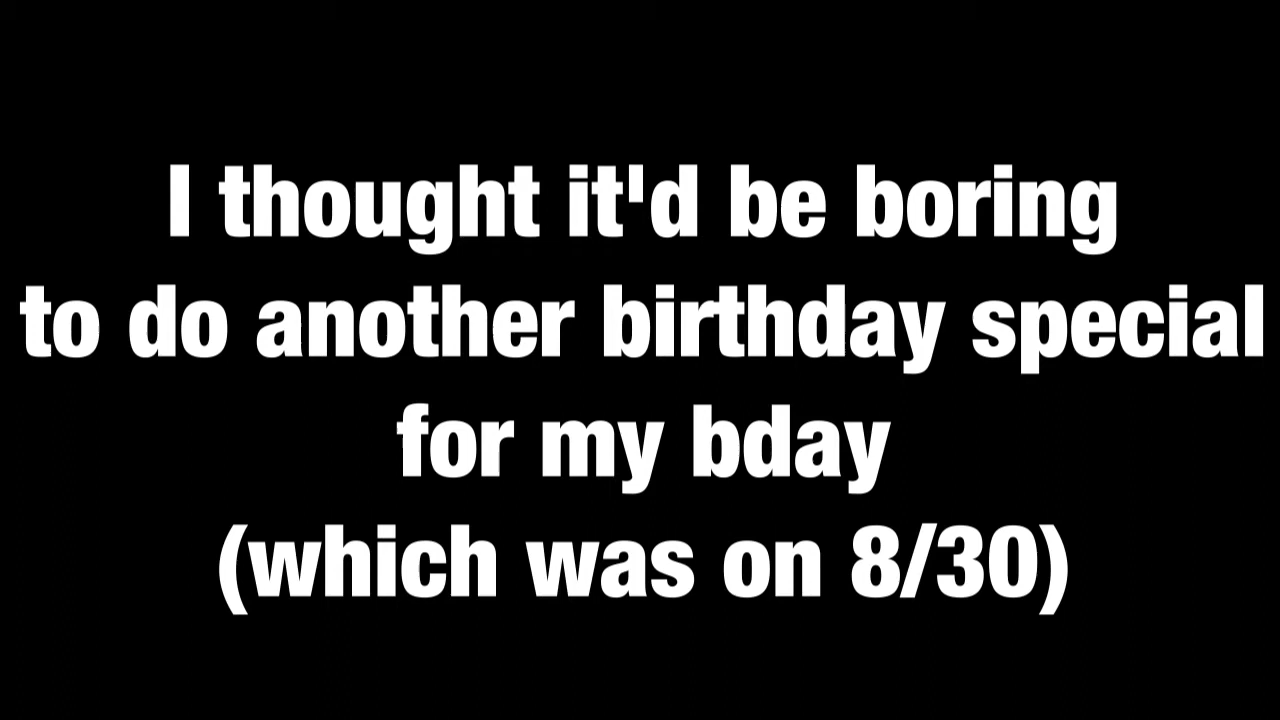 I thought it'd be boring
to do another birthday special
for my bday
(which was on 8/30)